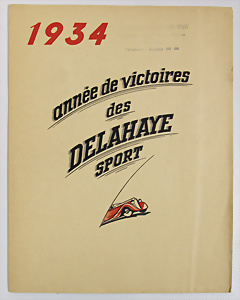 1934
année de victoires
des
DELAHAYE
SPORT